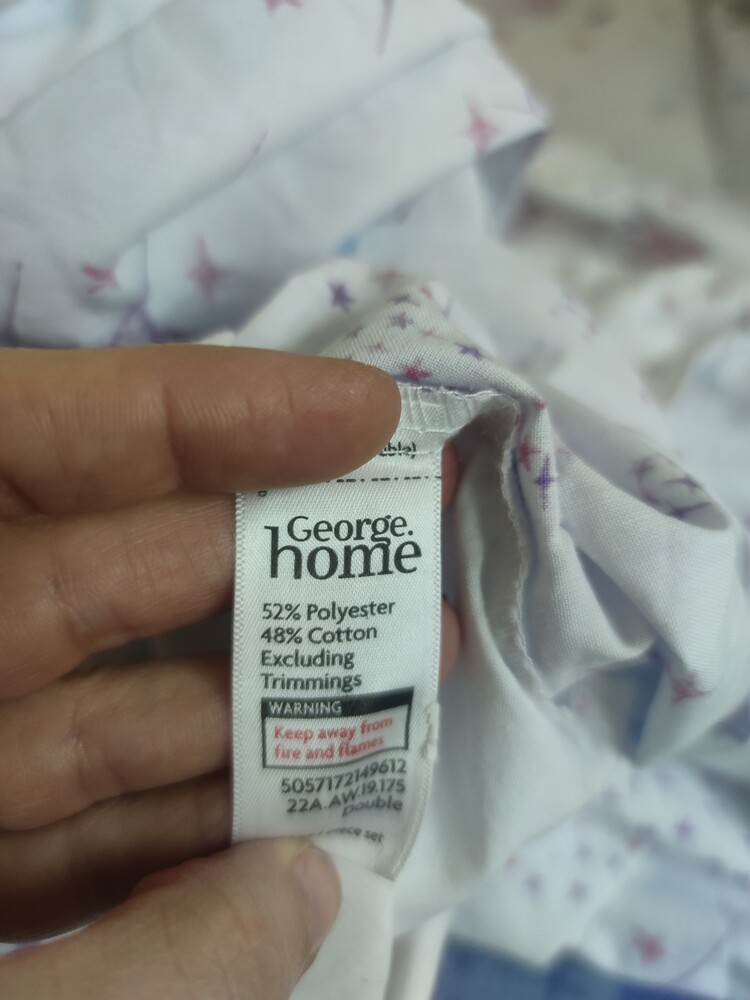 George.
home
52% Polyester
48% Cotton
Excluding
Trimmings
WARNING
Keep away from
fire and flames
5057172149612
22A.AW.19.175
Double
set